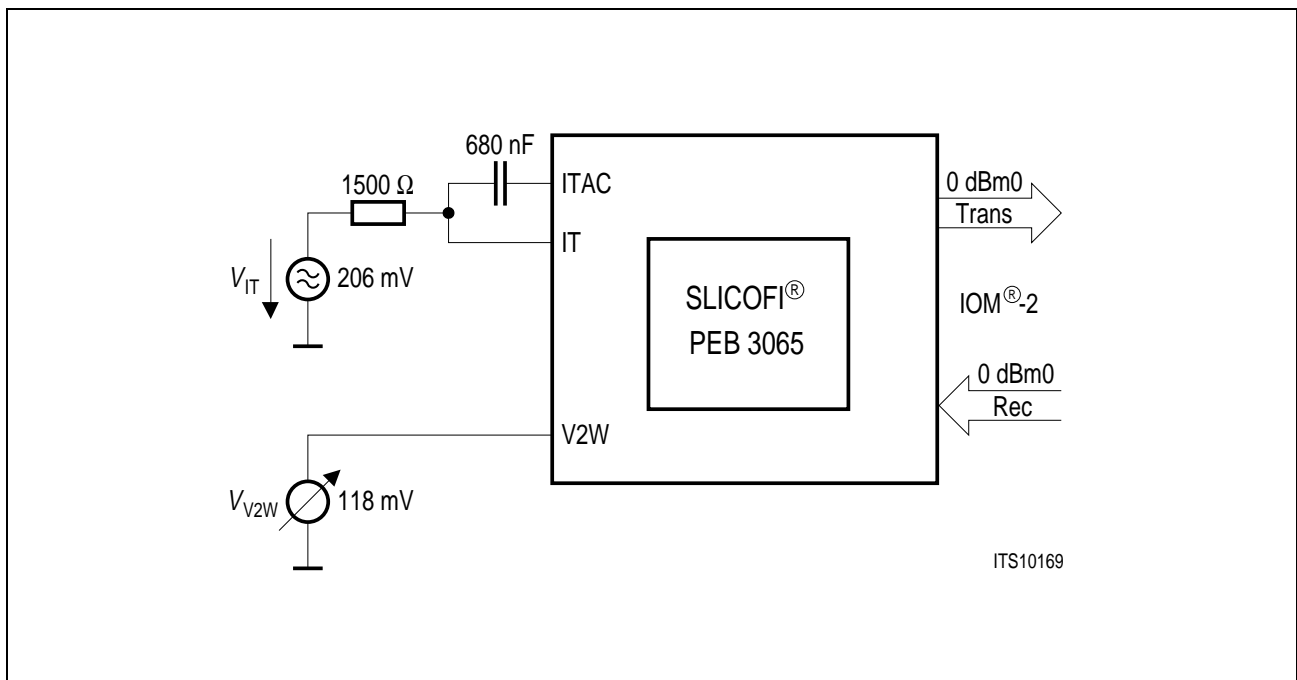 680 nF
1500 Ω
ITAC
IT
V2W
V_IT
206 mV
V_V2W
118 mV
SLICOFI®
PEB 3065
0 dBm0
Trans
IOM®-2
0 dBm0
Rec
ITS10169